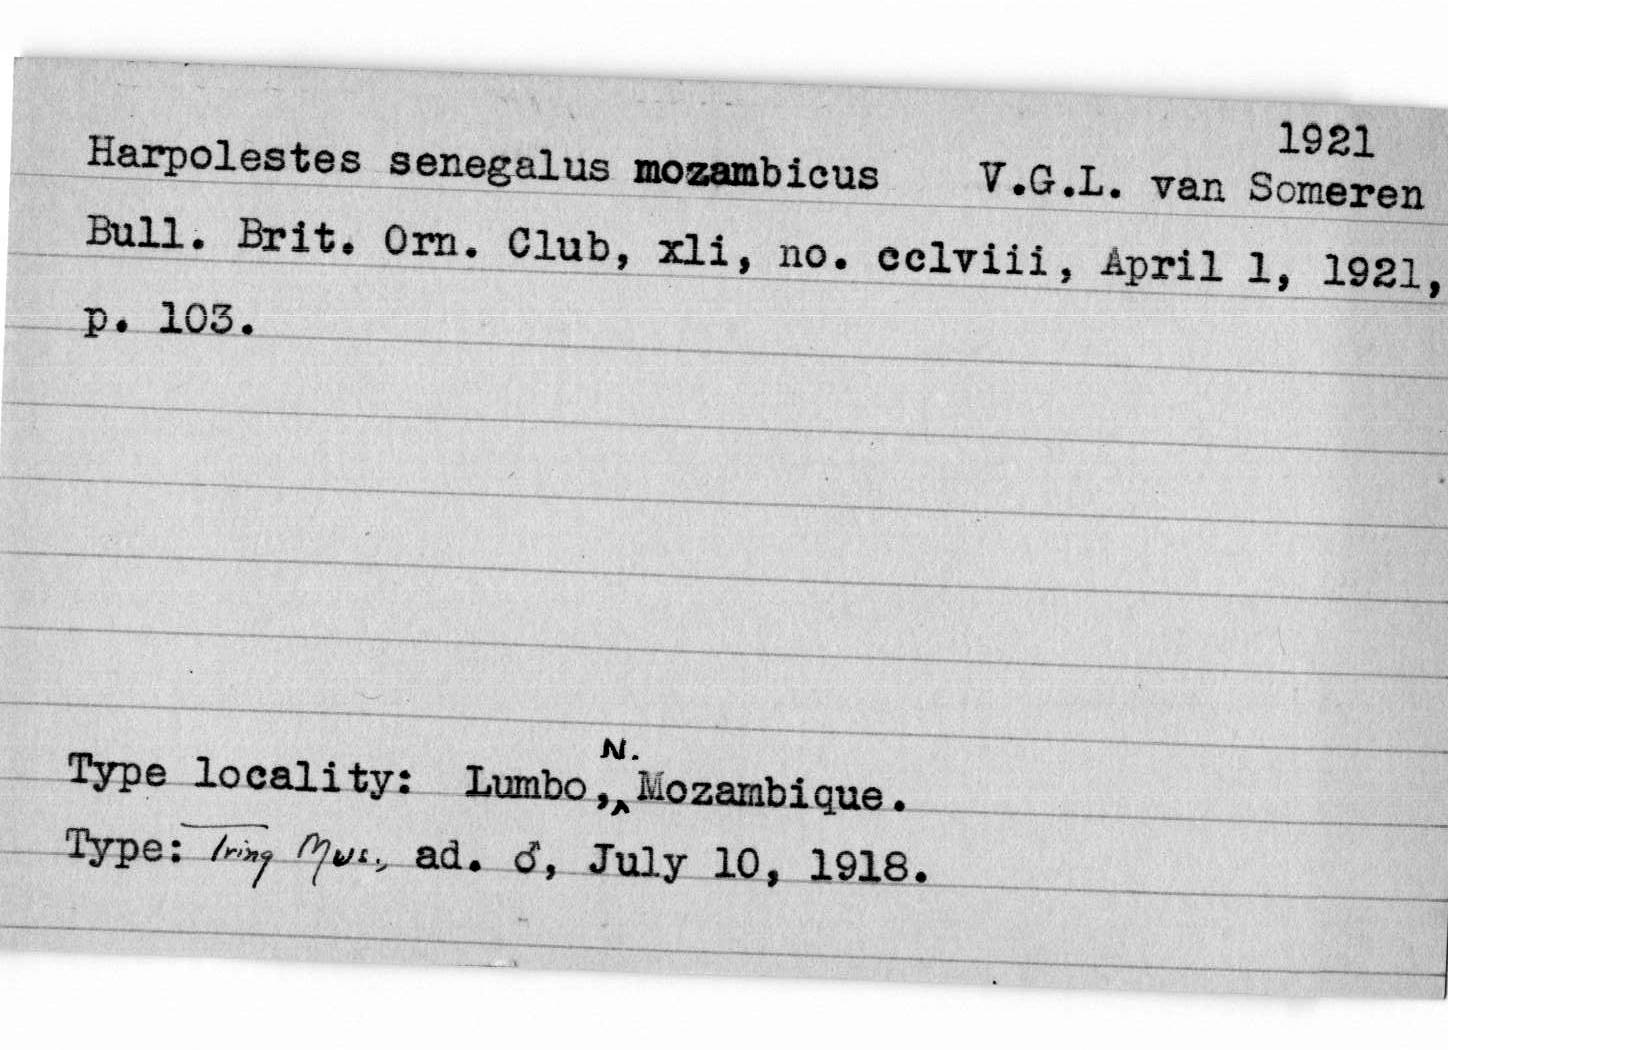 1921
Harpolestes senegalus mozambicus V.G.L. van Someren
Bull. Brit. Orn. Club, xli, no. cclviii, April 1, 1921,
p. 103.
N.
Type locality: Lumbo,‸Mozambique.
Type: Tring Mus., ad. ♂, July 10, 1918.